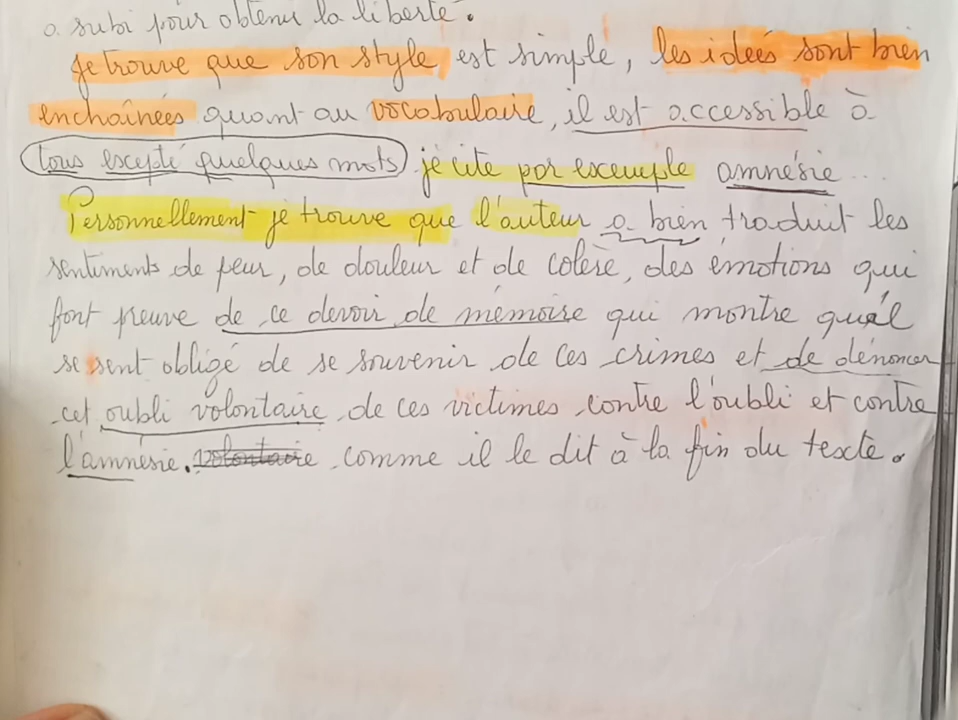 a subi pour obtenir la liberté.
Je trouve que son style, est simple, les idées sont bien
enchaînées quant au vocabulaire, il est accessible à
tous escepté quelques mots je cite par escemple amnésie ...
Personnellement je trouve que l'auteur a bien traduit les
sentiments de peur, de douleur et de colère, des émotions qui
font preuve de ce devoir de mémoire qui montre qu'il
se sent obligé de se souvenir de ces crimes et de dénoncer
cet oubli volontaire de ces victimes contre l'oubli et contre
l'amnésie. volontaire comme il le dit à la fin du texcte.